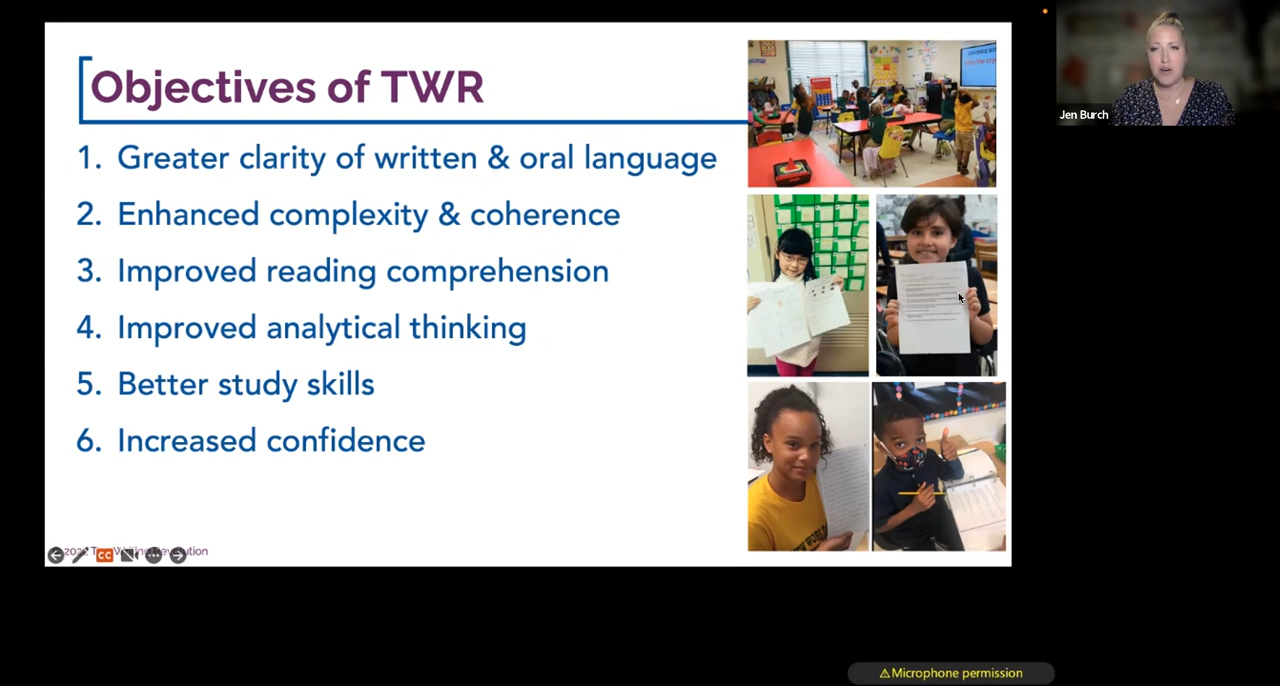 Objectives of TWR
1. Greater clarity of written & oral language
2. Enhanced complexity & coherence
3. Improved reading comprehension
4. Improved analytical thinking
5. Better study skills
6. Increased confidence
CC
Jen Burch
⚠Microphone permission